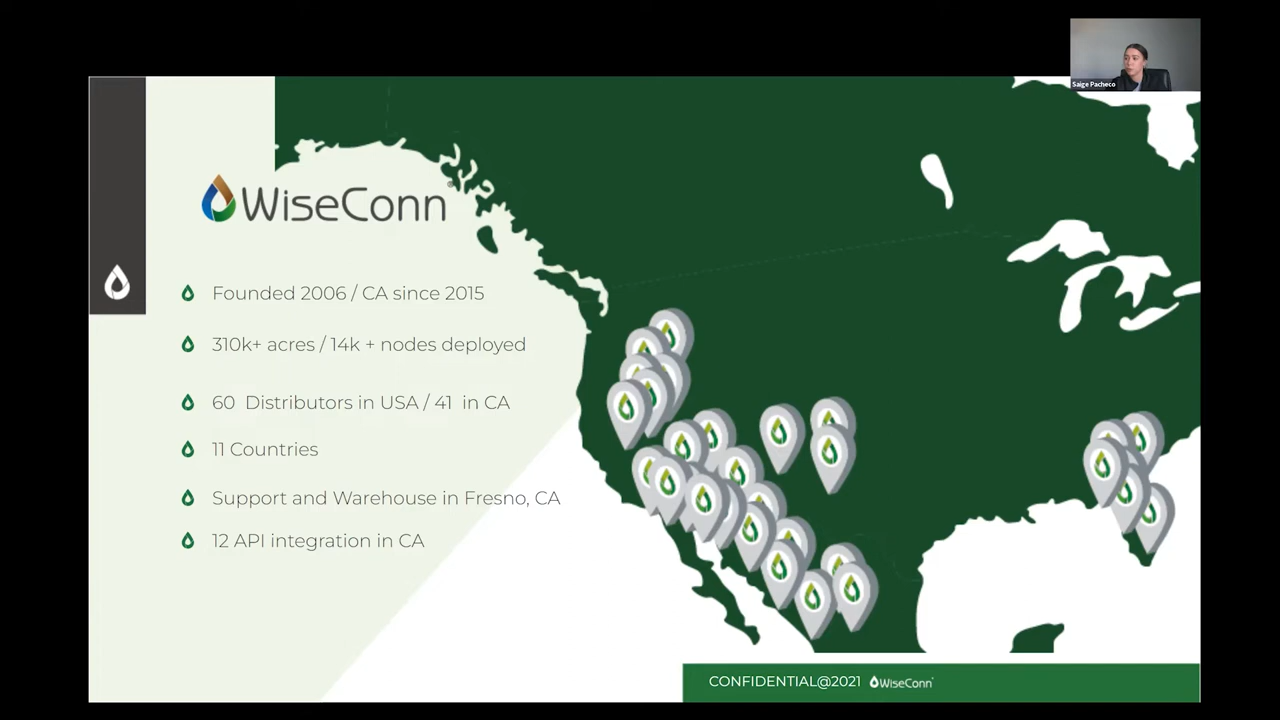 Saige Pacheco
WiseConn®
Founded 2006 / CA since 2015
310k+ acres / 14k + nodes deployed
60 Distributors in USA / 41 in CA
11 Countries
Support and Warehouse in Fresno, CA
12 API integration in CA
CONFIDENTIAL@2021 WiseConn®